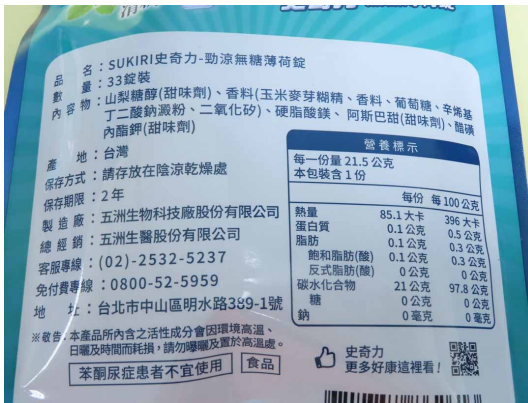 品　　名：SUKIRI史奇力-勁涼無糖薄荷錠
數　　量：33錠裝
內 容 物：山梨糖醇(甜味劑)、香料(玉米麥芽糊精、香料、葡萄糖、辛烯基
丁二酸鈉澱粉、二氧化矽)、硬脂酸鎂、阿斯巴甜(甜味劑)、醋磺
內酯鉀(甜味劑)
產　　地：台灣
保存方式：請存放在陰涼乾燥處
保存期限：2年
製 造 廠：五洲生物科技廠股份有限公司
總 經 銷：五洲生醫股份有限公司
客服專線：(02)-2532-5237
免付費專線：0800-52-5959
地　　址：台北市中山區明水路389-1號
※敬告：本產品所內含之活性成分會因環境高溫、
日曬及時間而耗損，請勿曝曬及置於高溫處。
苯酮尿症患者不宜使用　食品
營養標示
每一份量 21.5 公克
本包裝含 1 份
每份　每 100 公克
熱量　85.1 大卡　396 大卡
蛋白質　0.1 公克　0.5 公克
脂肪　0.1 公克　0.3 公克
飽和脂肪(酸)　0.1 公克　0.3 公克
反式脂肪(酸)　0 公克　0 公克
碳水化合物　21 公克　97.8 公克
糖　0 公克　0 公克
鈉　0 毫克　0 毫克
史奇力
更多好康這裡看!